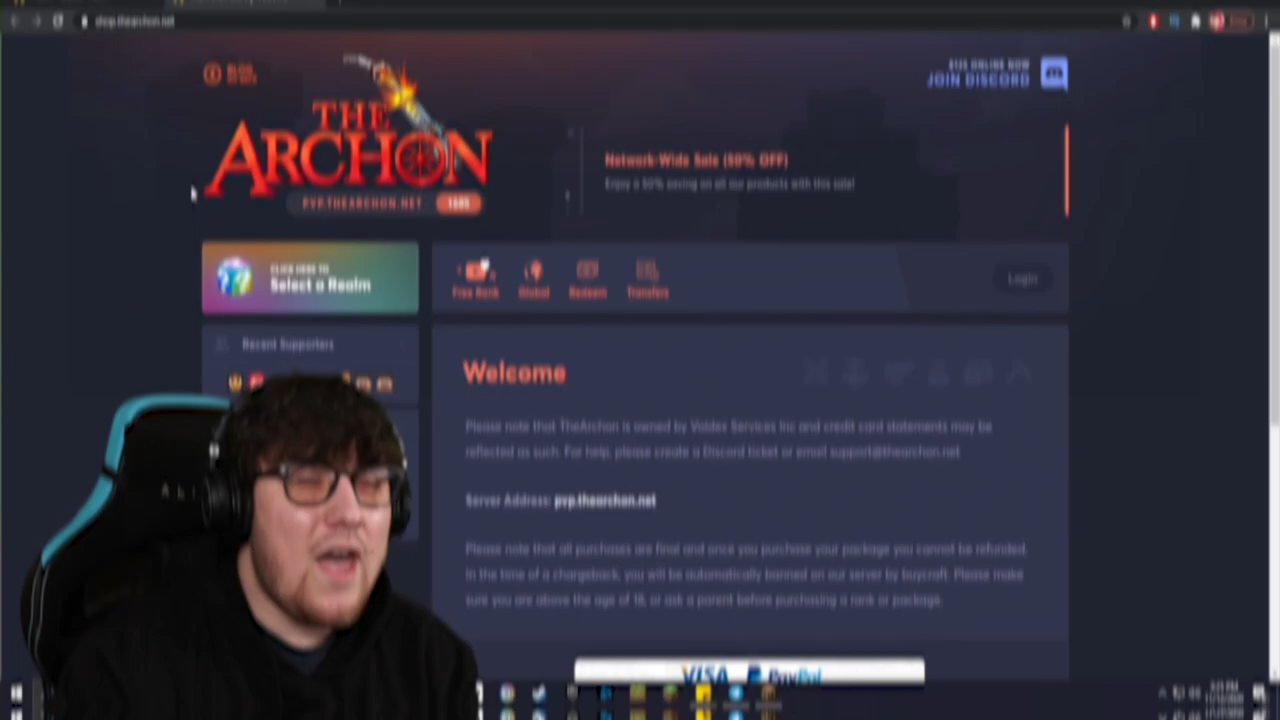 shop.thearchon.net
BLOG
ONLINE NOW
JOIN DISCORD
THE
ARCHON
PVP.THEARCHON.NET
Network-Wide Sale (50% OFF)
Enjoy a 50% saving on all our products with this sale!
CLICK HERE TO
Select a Realm
Free Rank
Global
Redeem
Transfers
Login
Recent Supporters
Welcome
Please note that TheArchon is owned by Voldex Services Inc and credit card statements may be
reflected as such. For help, please create a Discord ticket or email support@thearchon.net
Server Address: pvp.thearchon.net
Please note that all purchases are final and once you purchase your package you cannot be refunded.
In the time of a chargeback, you will be automatically banned on our server by buycraft. Please make
sure you are above the age of 18, or ask a parent before purchasing a rank or package.
VISA PayPal